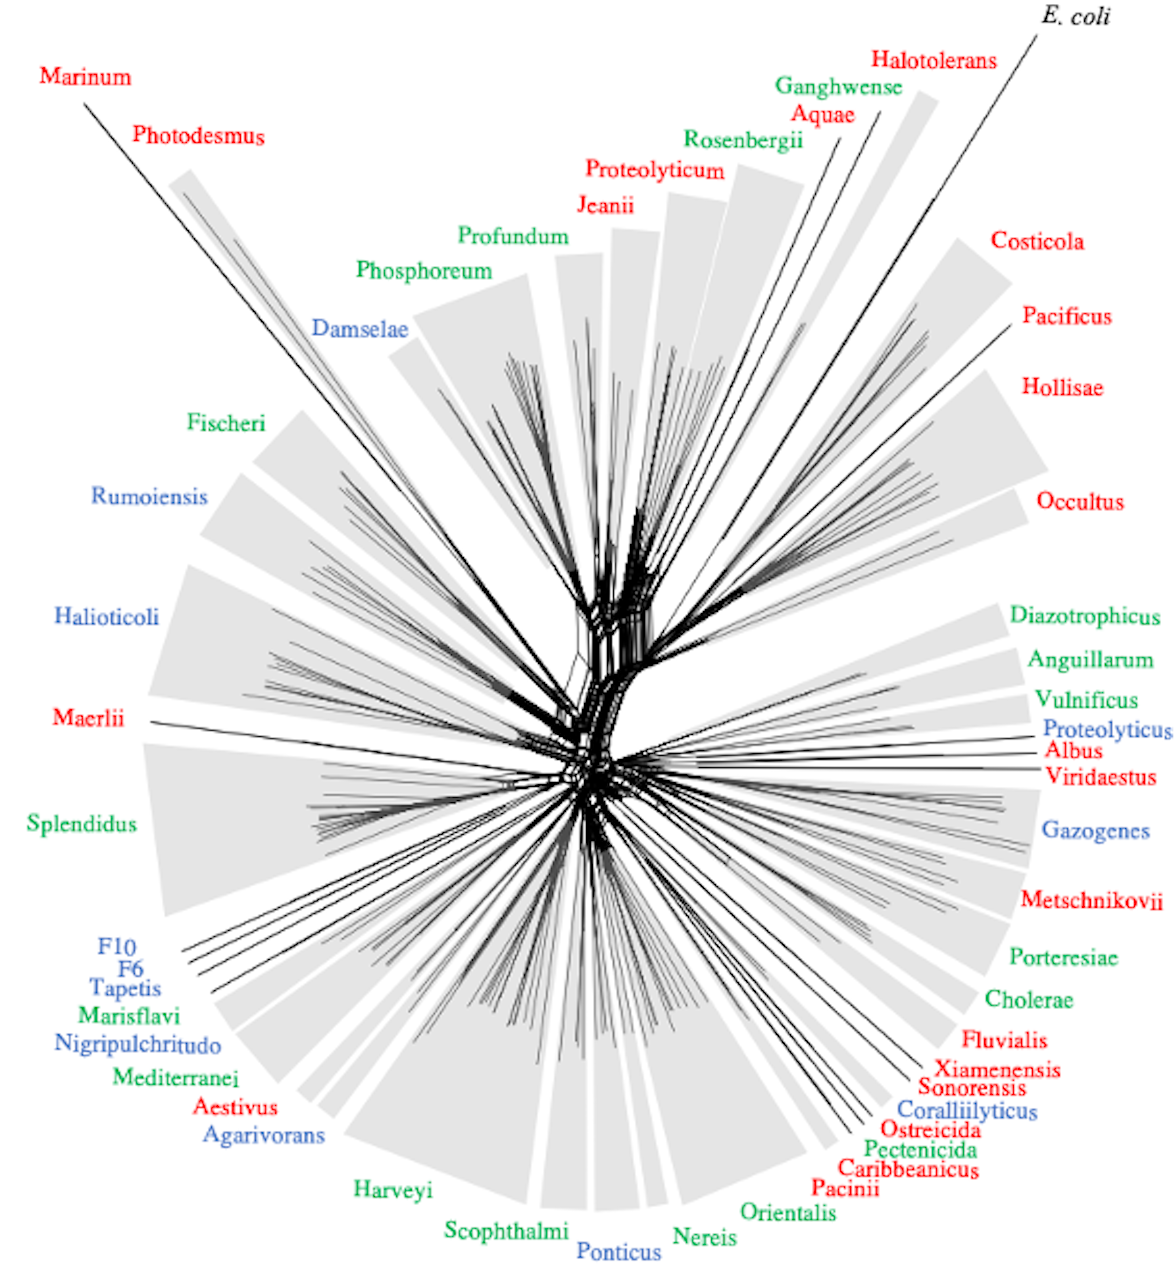 E. coli
Halotolerans
Marinum
Ganghwense
Aquae
Photodesmus
Rosenbergii
Proteolyticum
Jeanii
Profundum
Costicola
Phosphoreum
Pacificus
Damselae
Hollisae
Fischeri
Rumoiensis
Occultus
Halioticoli
Diazotrophicus
Anguillarum
Vulnificus
Maerlii
Proteolyticus
Albus
Viridaestus
Splendidus
Gazogenes
Metschnikovii
F10
Porteresiae
F6
Tapetis
Cholerae
Marisflavi
Fluvialis
Nigripulchritudo
Xiamenensis
Mediterranei
Sonorensis
Aestivus
Coralliilyticus
Agarivorans
Ostreicida
Pectenicida
Caribbeanicus
Harveyi
Pacinii
Orientalis
Scophthalmi
Nereis
Ponticus